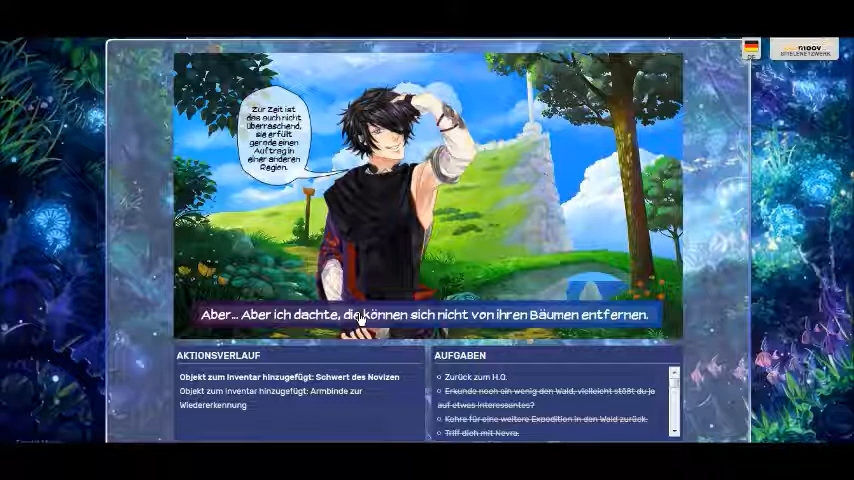 DE
SPIELENETZWERK
Zur Zeit ist
das auch nicht
überraschend,
sie erfüllt
gerade einen
Auftrag in
einer anderen
Region.
Aber... Aber ich dachte, die können sich nicht von ihren Bäumen entfernen.
AKTIONSVERLAUF
Objekt zum Inventar hinzugefügt: Schwert des Novizen
Objekt zum Inventar hinzugefügt: Armbinde zur
Wiedererkennung
AUFGABEN
Zurück zum H.Q.
Erkunde noch ein wenig den Wald, vielleicht stößt du ja
auf etwas Interessantes?
Kehre für eine weitere Expedition in den Wald zurück.
Triff dich mit Nevra.